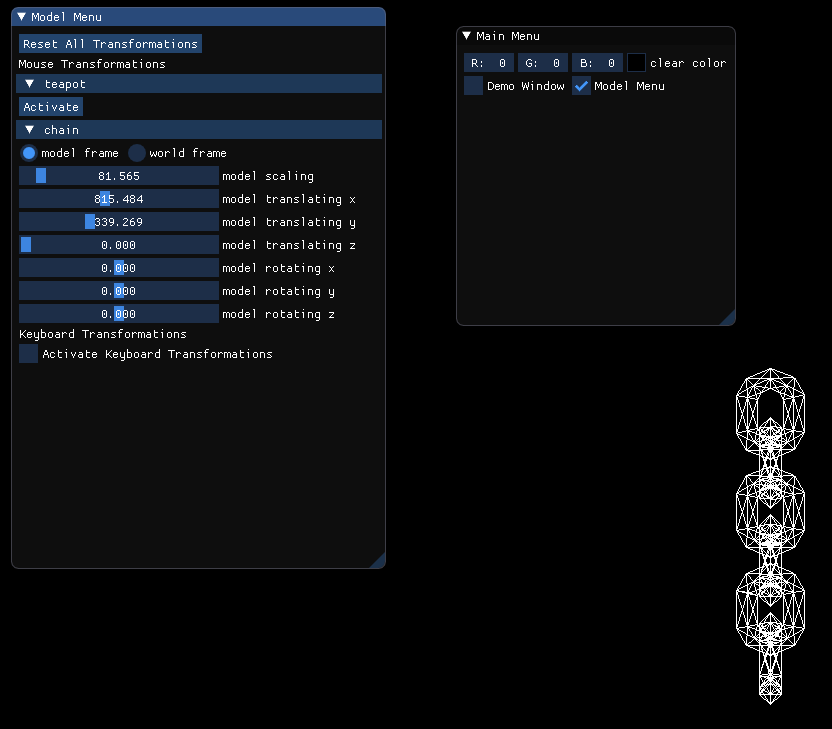 Model Menu
Reset All Transformations
Mouse Transformations
teapot
Activate
chain
model frame world frame
81.565 model scaling
815.484 model translating x
339.269 model translating y
0.000 model translating z
0.000 model rotating x
0.000 model rotating y
0.000 model rotating z
Keyboard Transformations
Activate Keyboard Transformations
Main Menu
R: 0 G: 0 B: 0 clear color
Demo Window Model Menu